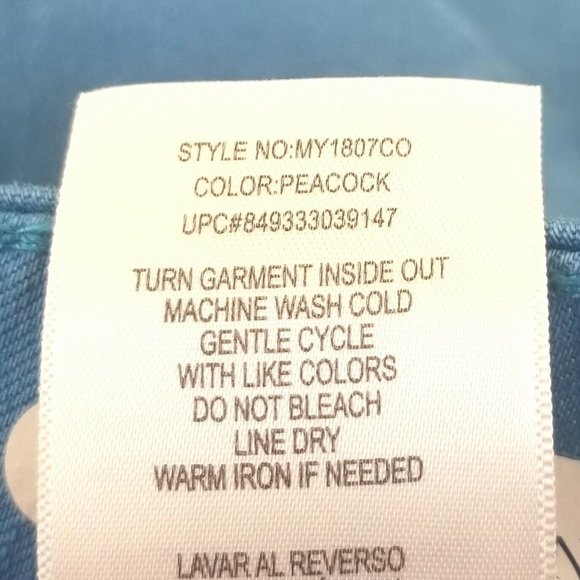 STYLE NO:MY1807CO
COLOR:PEACOCK
UPC#849333039147
TURN GARMENT INSIDE OUT
MACHINE WASH COLD
GENTLE CYCLE
WITH LIKE COLORS
DO NOT BLEACH
LINE DRY
WARM IRON IF NEEDED
LAVAR AL REVERSO